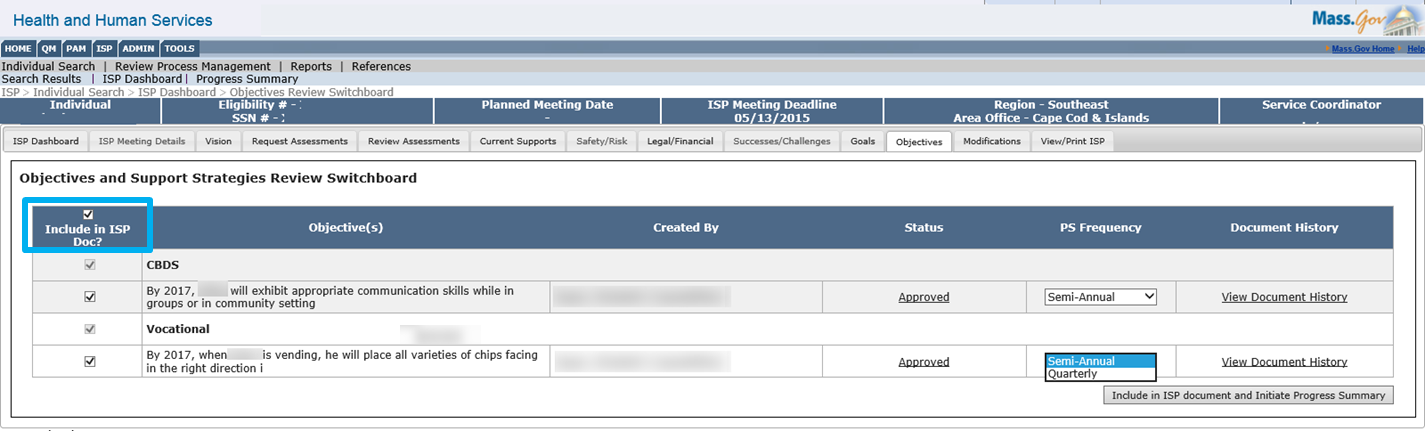 Health and Human Services
Mass.Gov
HOME QM PAM ISP ADMIN TOOLS
Mass.Gov Home Help
Individual Search | Review Process Management | Reports | References
Search Results | ISP Dashboard | Progress Summary
ISP > Individual Search > ISP Dashboard > Objectives Review Switchboard
Individual Eligibility # - Planned Meeting Date ISP Meeting Deadline Region - Southeast Service Coordinator
SSN # - - 05/13/2015 Area Office - Cape Cod & Islands
ISP Dashboard ISP Meeting Details Vision Request Assessments Review Assessments Current Supports Safety/Risk Legal/Financial Successes/Challenges Goals Objectives Modifications View/Print ISP
Objectives and Support Strategies Review Switchboard
Include in ISP Doc? Objective(s) Created By Status PS Frequency Document History
CBDS
By 2017, will exhibit appropriate communication skills while in
groups or in community setting
Approved Semi-Annual View Document History
Vocational
By 2017, when is vending, he will place all varieties of chips facing
in the right direction i
Approved Semi-Annual View Document History
Quarterly
Include in ISP document and Initiate Progress Summary